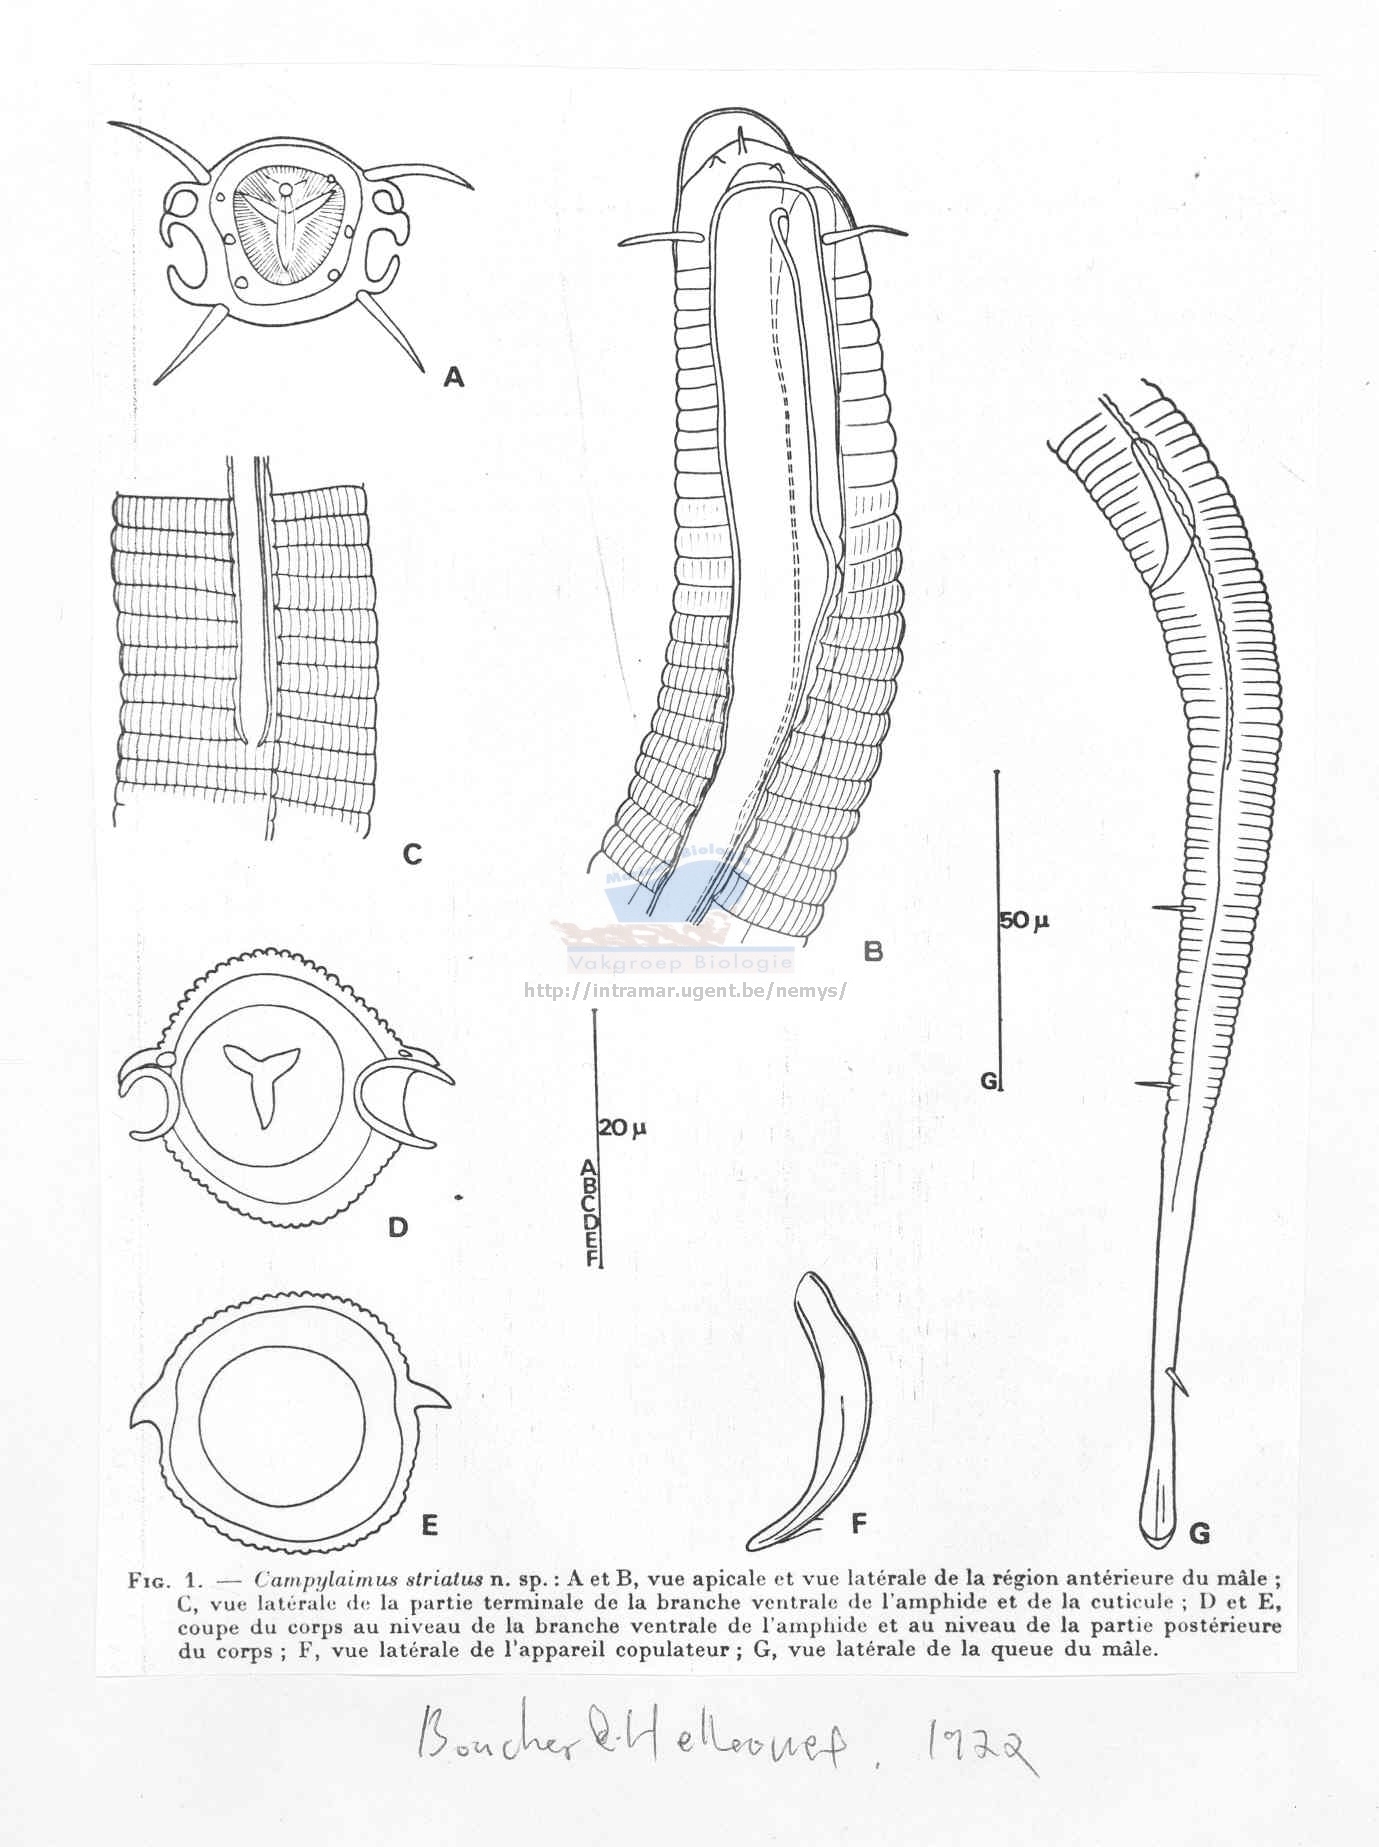 A
B
C
Marine Biologie
Vakgroep Biologie
http://intramar.ugent.be/nemys/
50 µ
G
D
20 µ
A
B
C
D
E
F
E
F
G
FIG. 1. — Campylaimus striatus n. sp. : A et B, vue apicale et vue latérale de la région antérieure du mâle ;
C, vue latérale de la partie terminale de la branche ventrale de l'amphide et de la cuticule ; D et E,
coupe du corps au niveau de la branche ventrale de l'amphide et au niveau de la partie postérieure
du corps ; F, vue latérale de l'appareil copulateur ; G, vue latérale de la queue du mâle.
Boucher & Helléouet, 1922